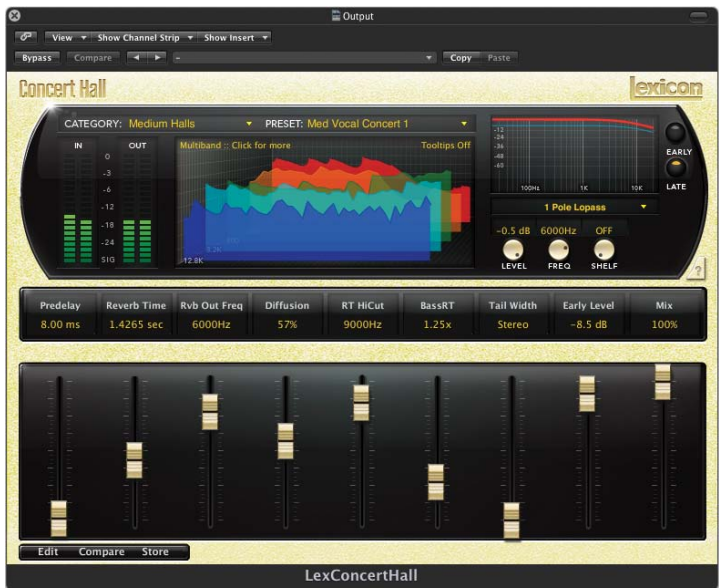 Output
View Show Channel Strip Show Insert
Bypass Compare - Copy Paste
Concert Hall
lexicon
CATEGORY: Medium Halls PRESET: Med Vocal Concert 1
IN OUT
0
-3
-6
-12
-18
-24
SIG
Multiband :: Click for more Tooltips Off
-12.8K
-12
-24
-36
-48
-60
100Hz 1K 10K
EARLY
LATE
1 Pole Lopass
-0.5 dB 6000Hz OFF
LEVEL FREQ SHELF
?
Predelay Reverb Time Rvb Out Freq Diffusion RT HiCut BassRT Tail Width Early Level Mix
8.00 ms 1.4265 sec 6000Hz 57% 9000Hz 1.25x Stereo -8.5 dB 100%
Edit Compare Store
LexConcertHall